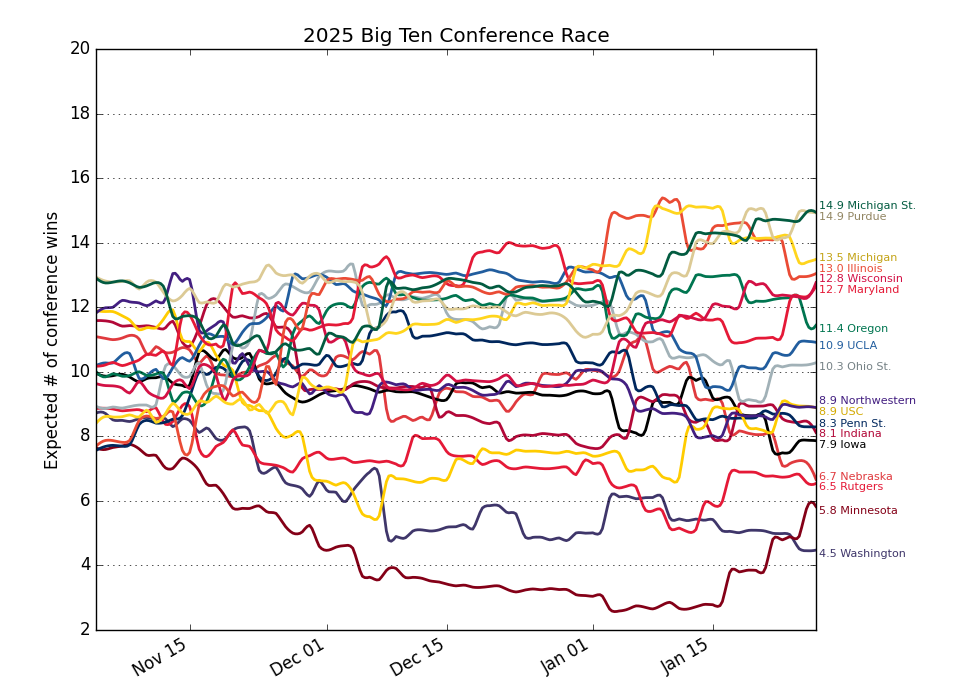 2025 Big Ten Conference Race
Expected # of conference wins
20
18
16
14
12
10
8
6
4
2
Nov 15
Dec 01
Dec 15
Jan 01
Jan 15
14.9 Michigan St.
14.9 Purdue
13.5 Michigan
13.0 Illinois
12.8 Wisconsin
12.7 Maryland
11.4 Oregon
10.9 UCLA
10.3 Ohio St.
8.9 Northwestern
8.9 USC
8.3 Penn St.
8.1 Indiana
7.9 Iowa
6.7 Nebraska
6.5 Rutgers
5.8 Minnesota
4.5 Washington